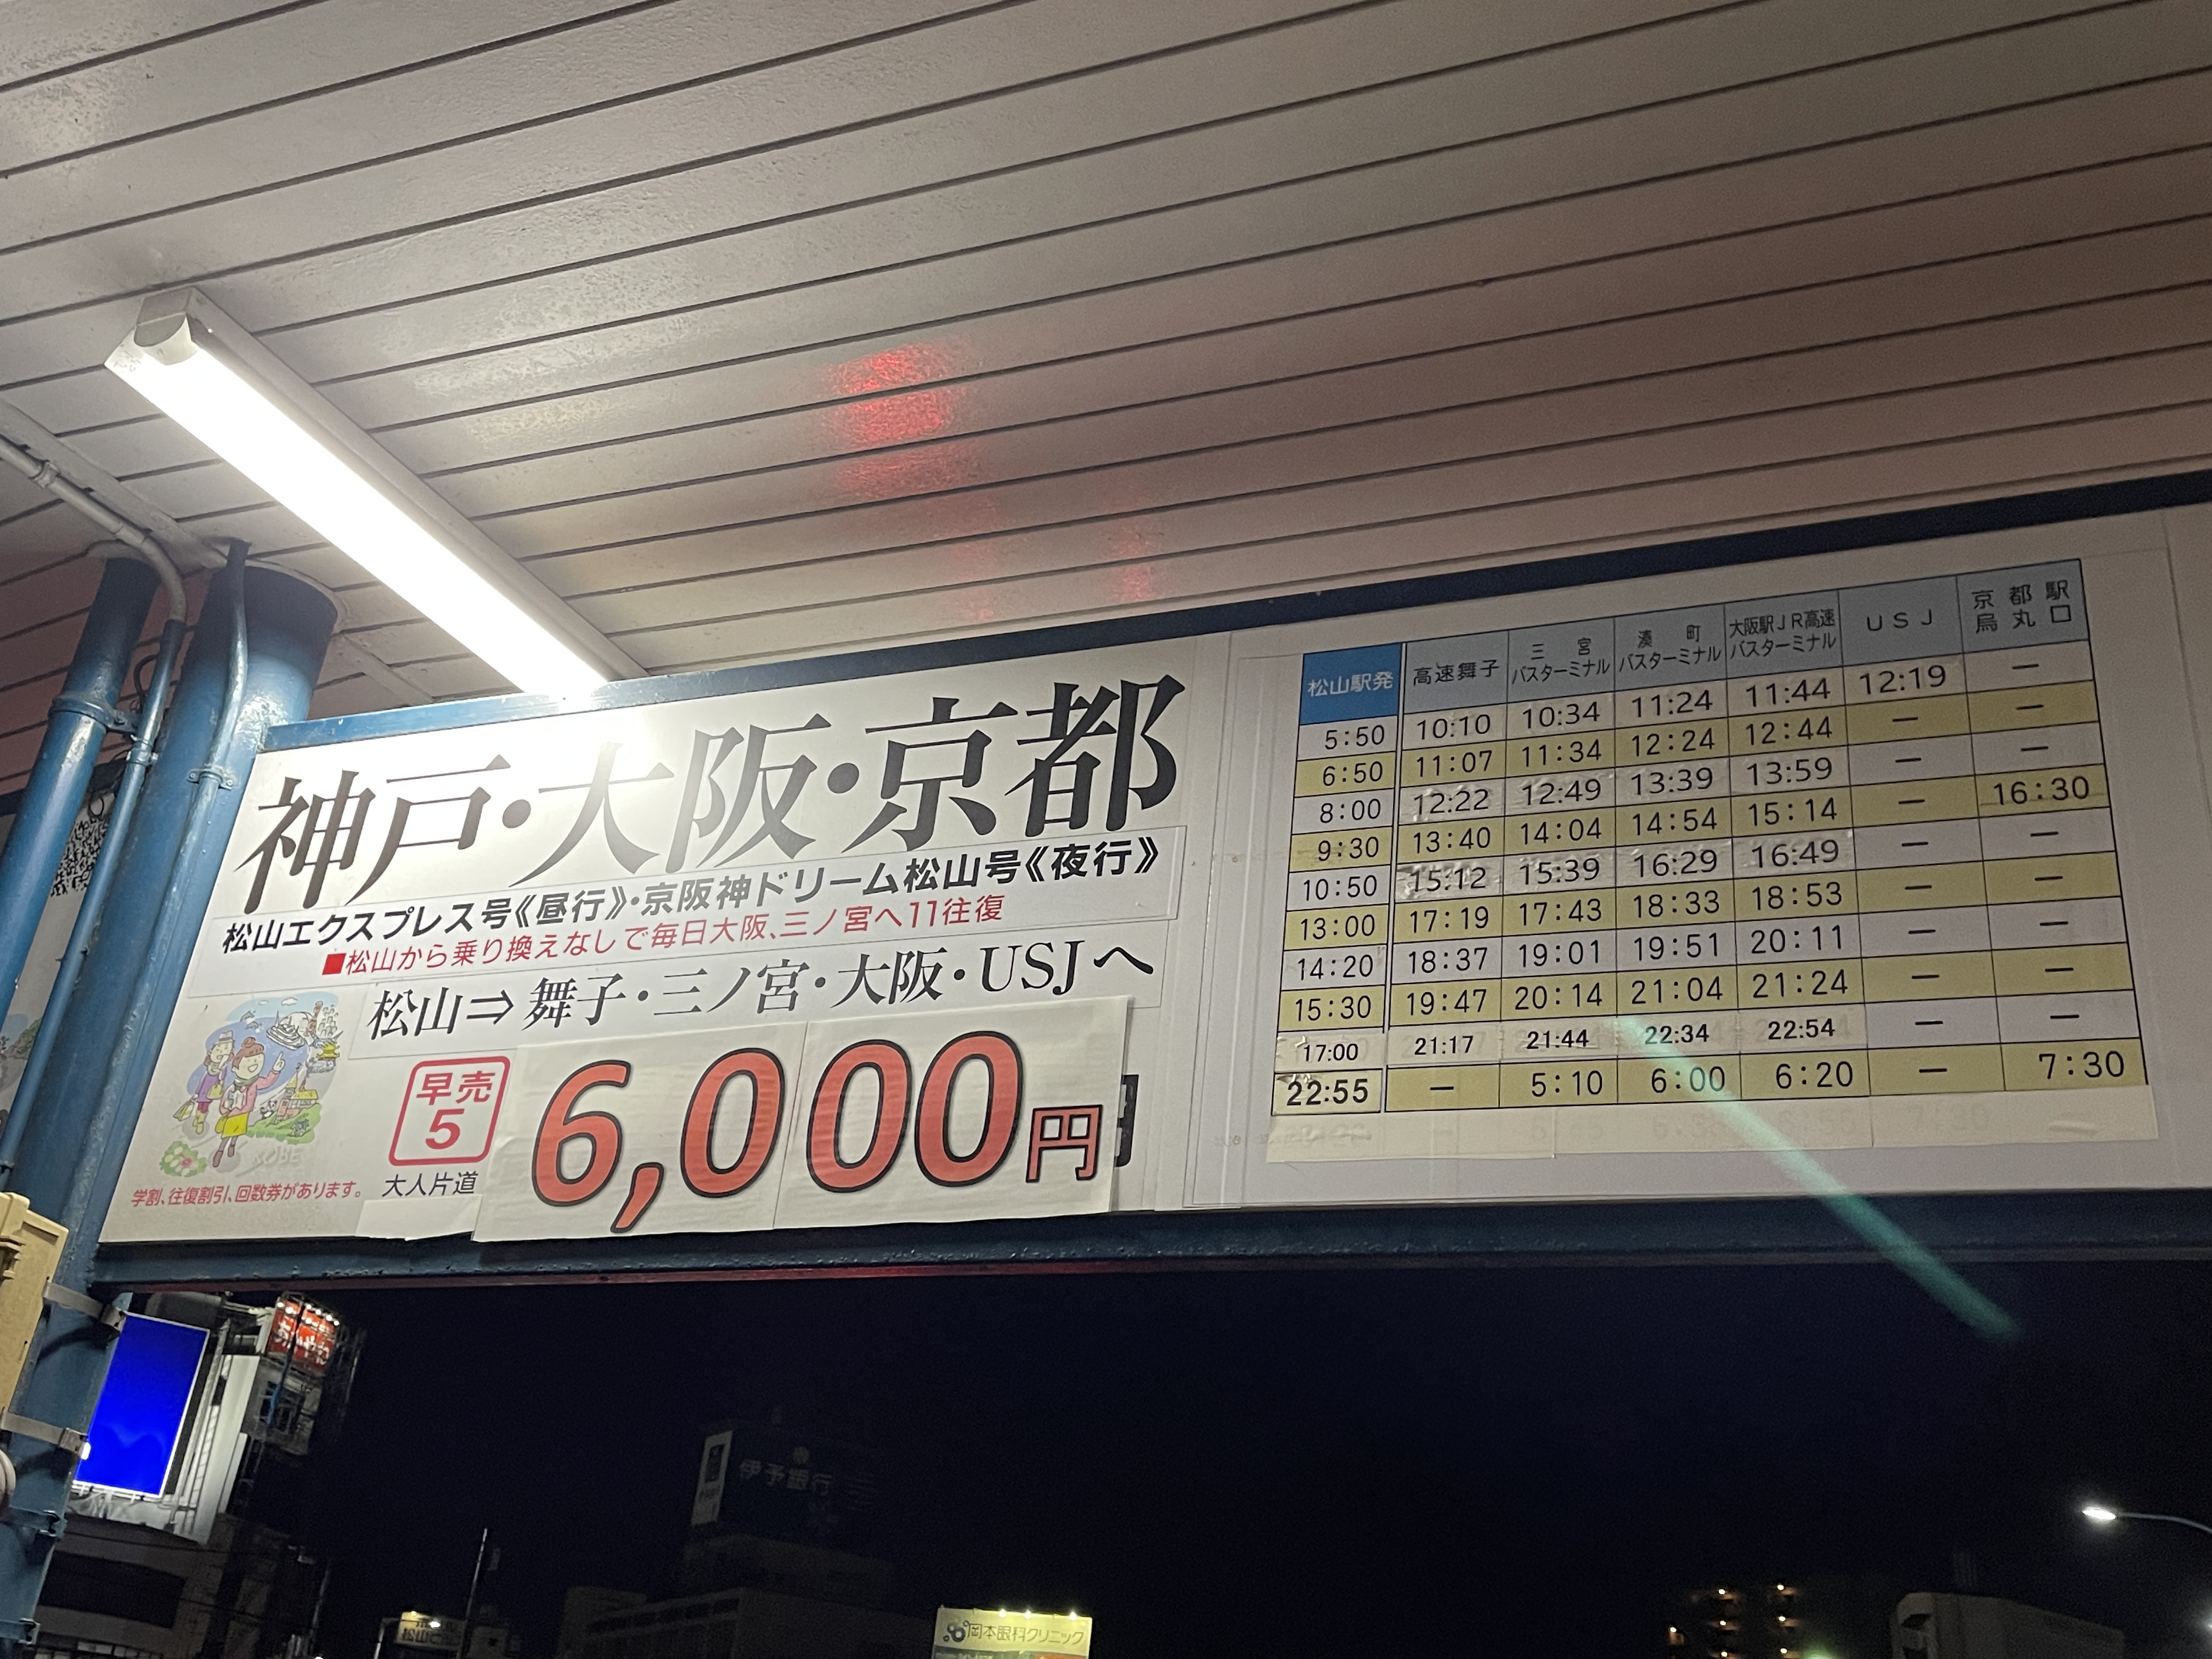 神戸・大阪・京都
松山エクスプレス号《昼行》・京阪神ドリーム松山号《夜行》
■松山から乗り換えなしで毎日大阪、三ノ宮へ11往復
松山⇒舞子・三ノ宮・大阪・USJへ
早売
5
大人片道
6,000円
学割、往復割引、回数券があります。
KOBE
松山駅発 高速舞子 三宮バスターミナル 湊町バスターミナル 大阪駅JR高速バスターミナル USJ 京都駅烏丸口
5:50 10:10 10:34 11:24 11:44 12:19 ー
6:50 11:07 11:34 12:24 12:44 ー ー
8:00 12:22 12:49 13:39 13:59 ー ー
9:30 13:40 14:04 14:54 15:14 ー 16:30
10:50 15:12 15:39 16:29 16:49 ー ー
13:00 17:19 17:43 18:33 18:53 ー ー
14:20 18:37 19:01 19:51 20:11 ー ー
15:30 19:47 20:14 21:04 21:24 ー ー
17:00 21:17 21:44 22:34 22:54 ー ー
22:55 ー 5:10 6:00 6:20 ー 7:30
伊予銀行
岡本眼科クリニック